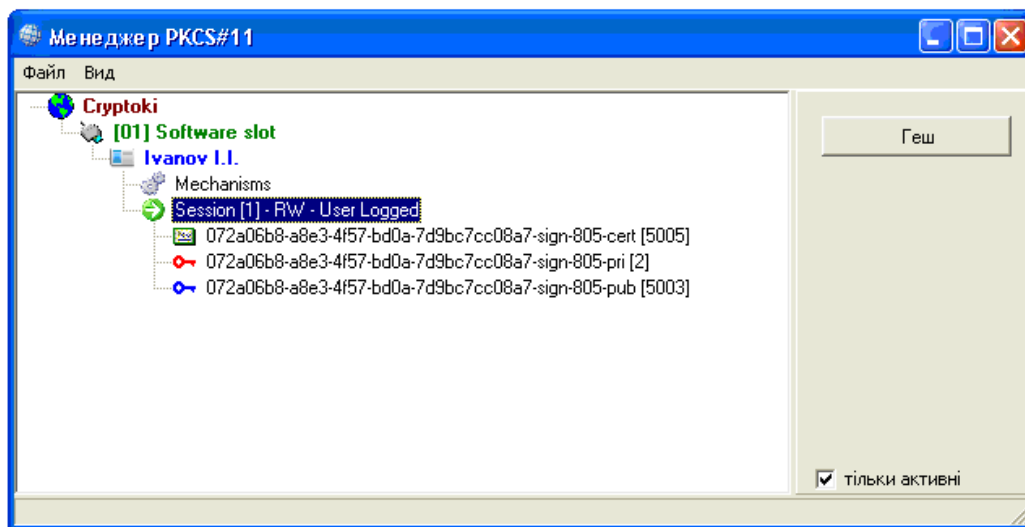 Менеджер PKCS#11
Файл Вид
Cryptoki
[01] Software slot
Ivanov I.I.
Mechanisms
Session [1] - RW - User Logged
072a06b8-a8e3-4f57-bd0a-7d9bc7cc08a7-sign-805-cert [5005]
072a06b8-a8e3-4f57-bd0a-7d9bc7cc08a7-sign-805-pri [2]
072a06b8-a8e3-4f57-bd0a-7d9bc7cc08a7-sign-805-pub [5003]
Геш
тільки активні